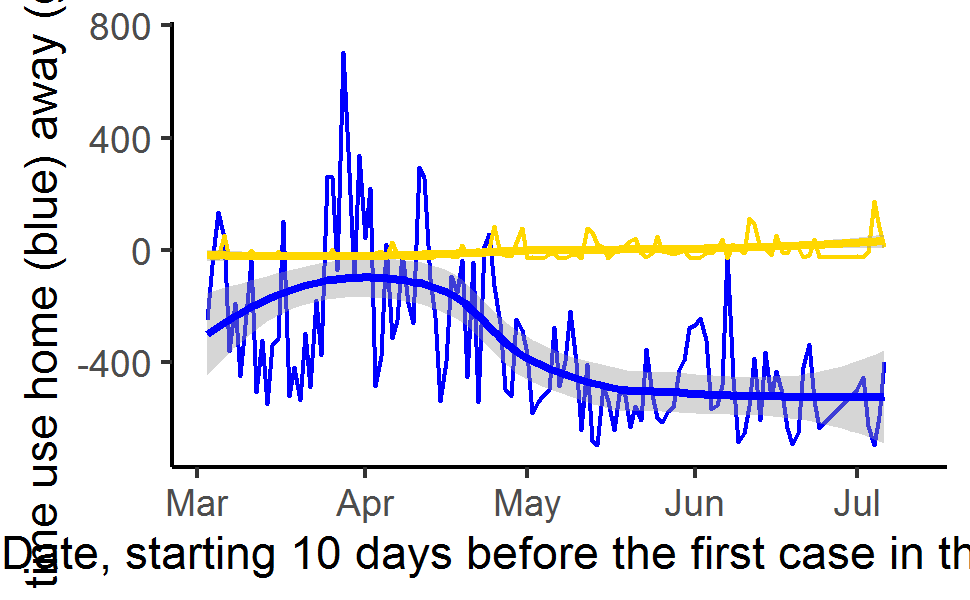 time use home (blue) away (
800
400
0
-400
Mar Apr May Jun Jul
Date, starting 10 days before the first case in th